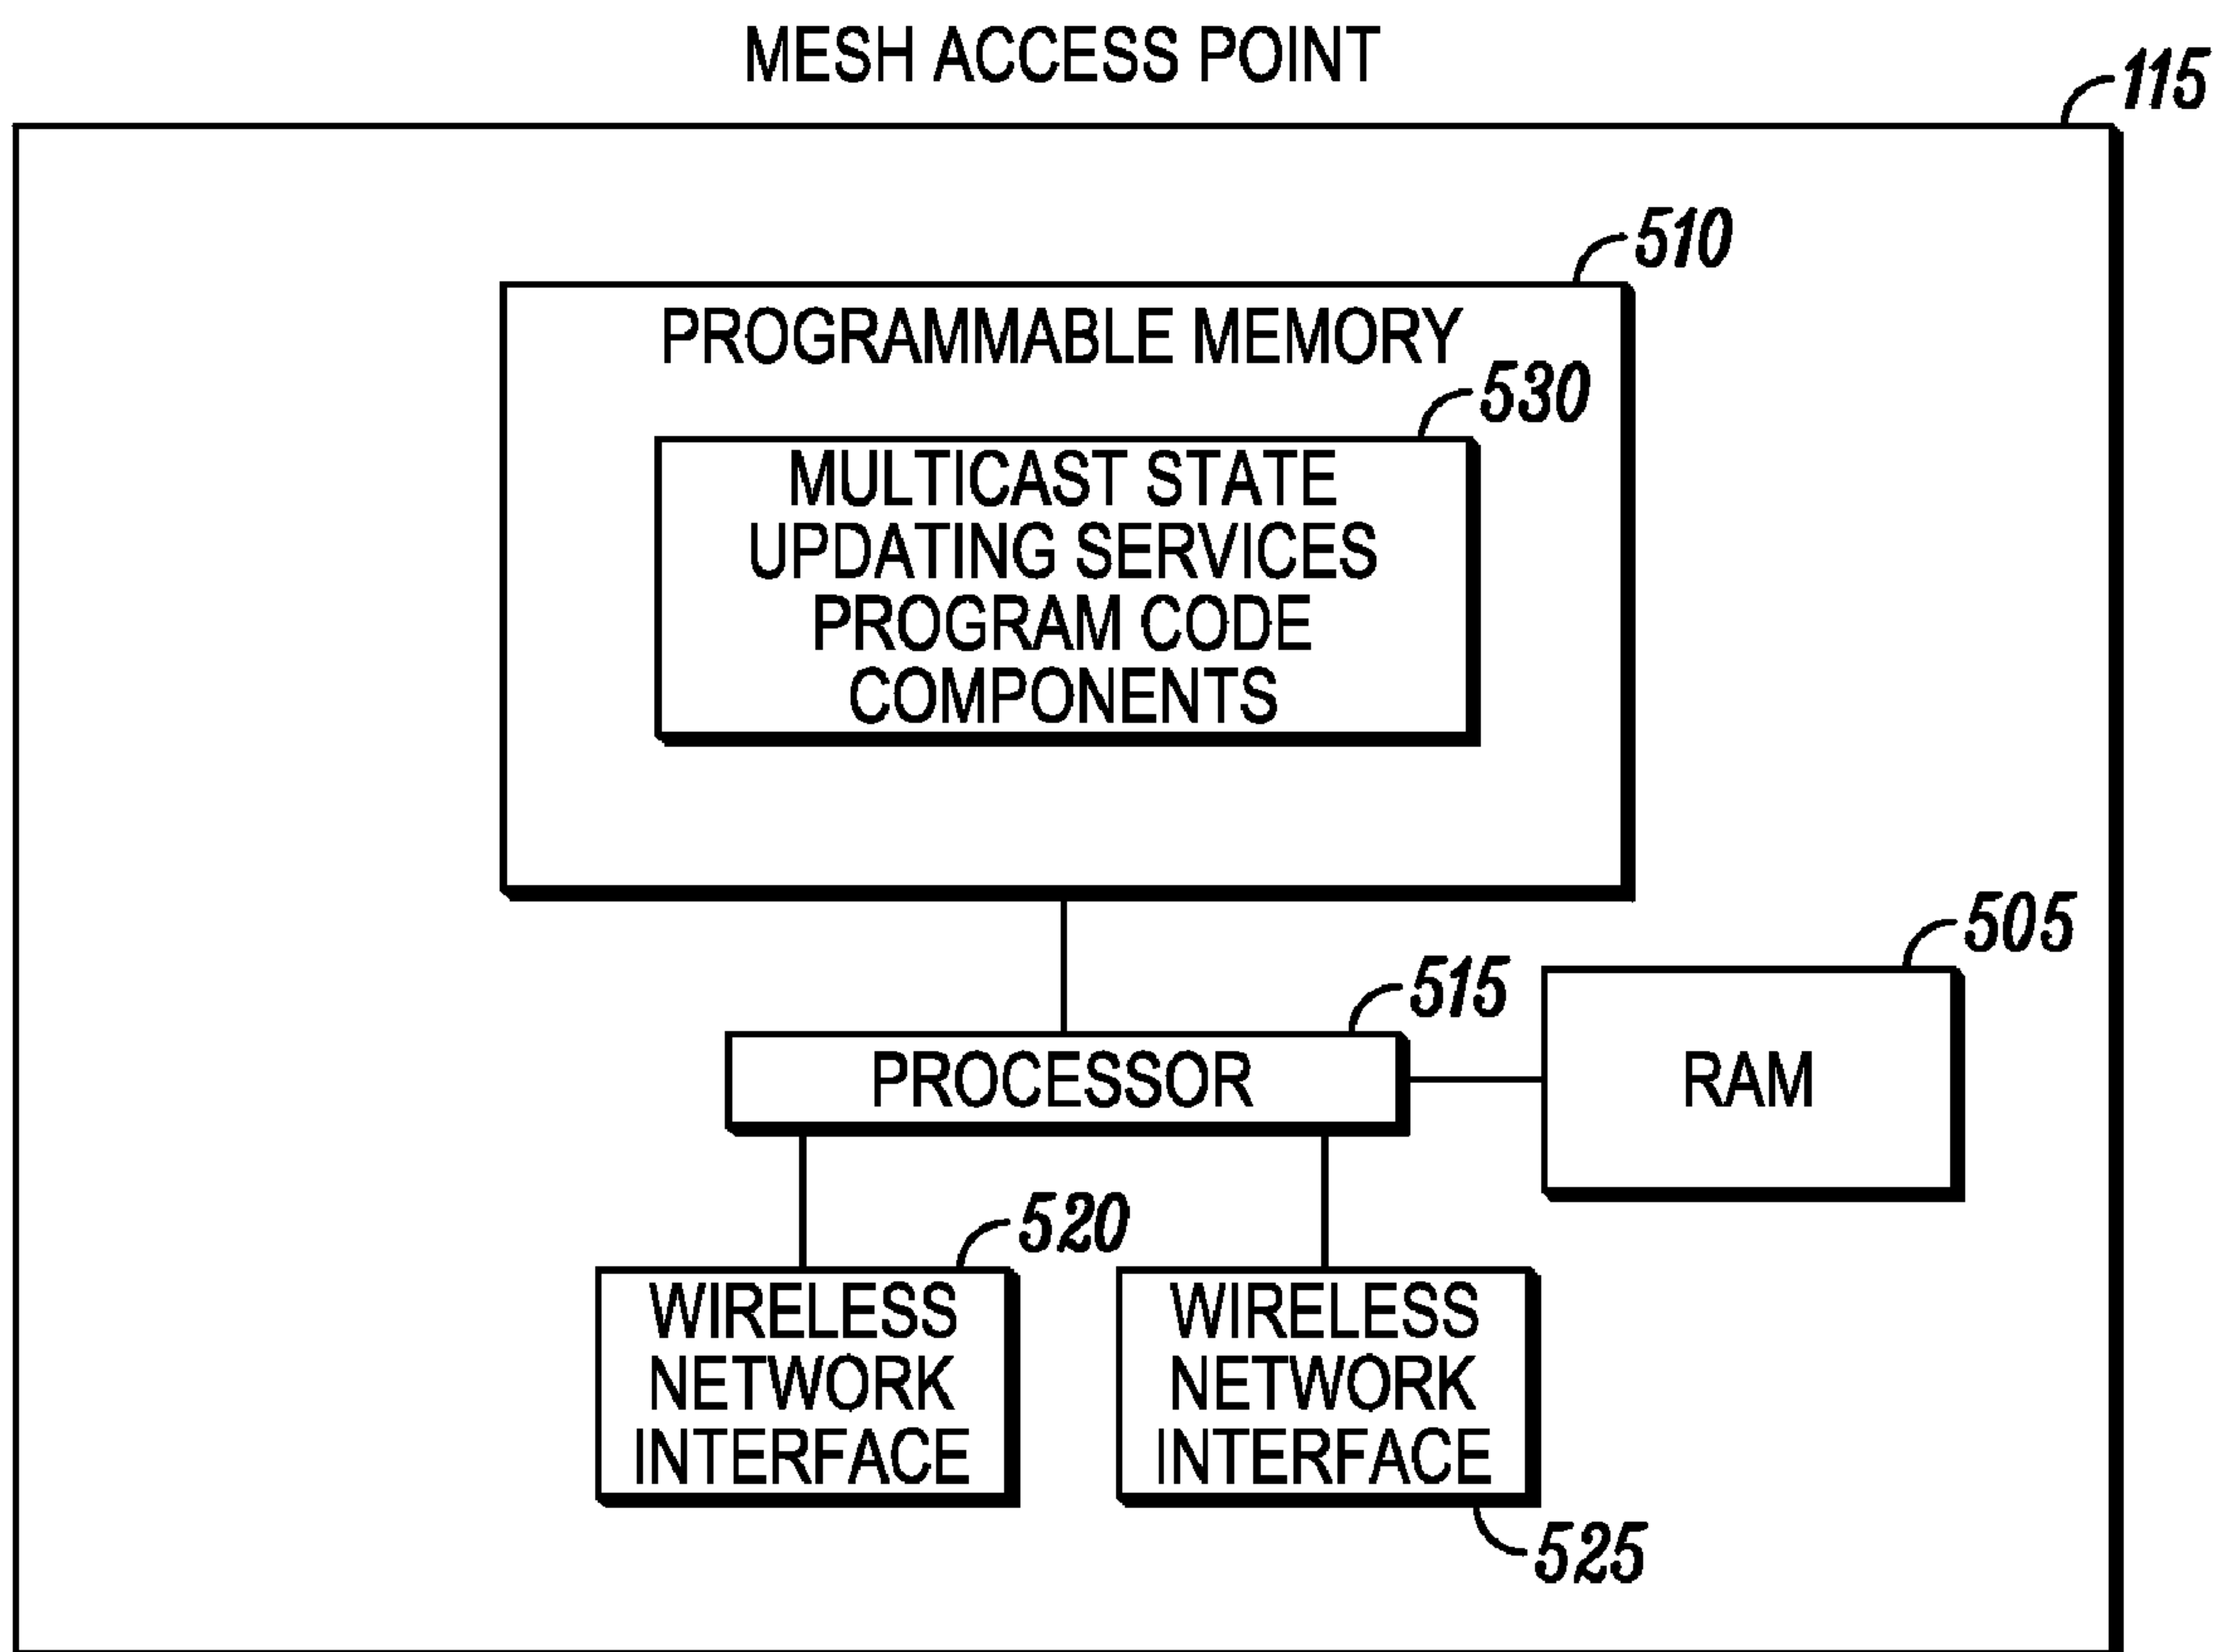 MESH ACCESS POINT
115
510
PROGRAMMABLE MEMORY
530
MULTICAST STATE
UPDATING SERVICES
PROGRAM CODE
COMPONENTS
505
515
PROCESSOR
RAM
520
WIRELESS
NETWORK
INTERFACE
WIRELESS
NETWORK
INTERFACE
525